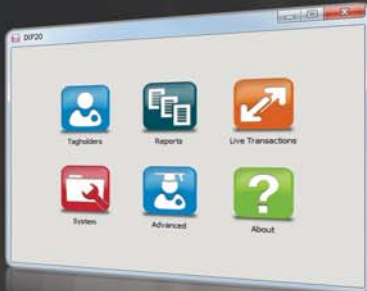 IXP20
Tagholders
Reports
Live Transactions
System
Advanced
About
?